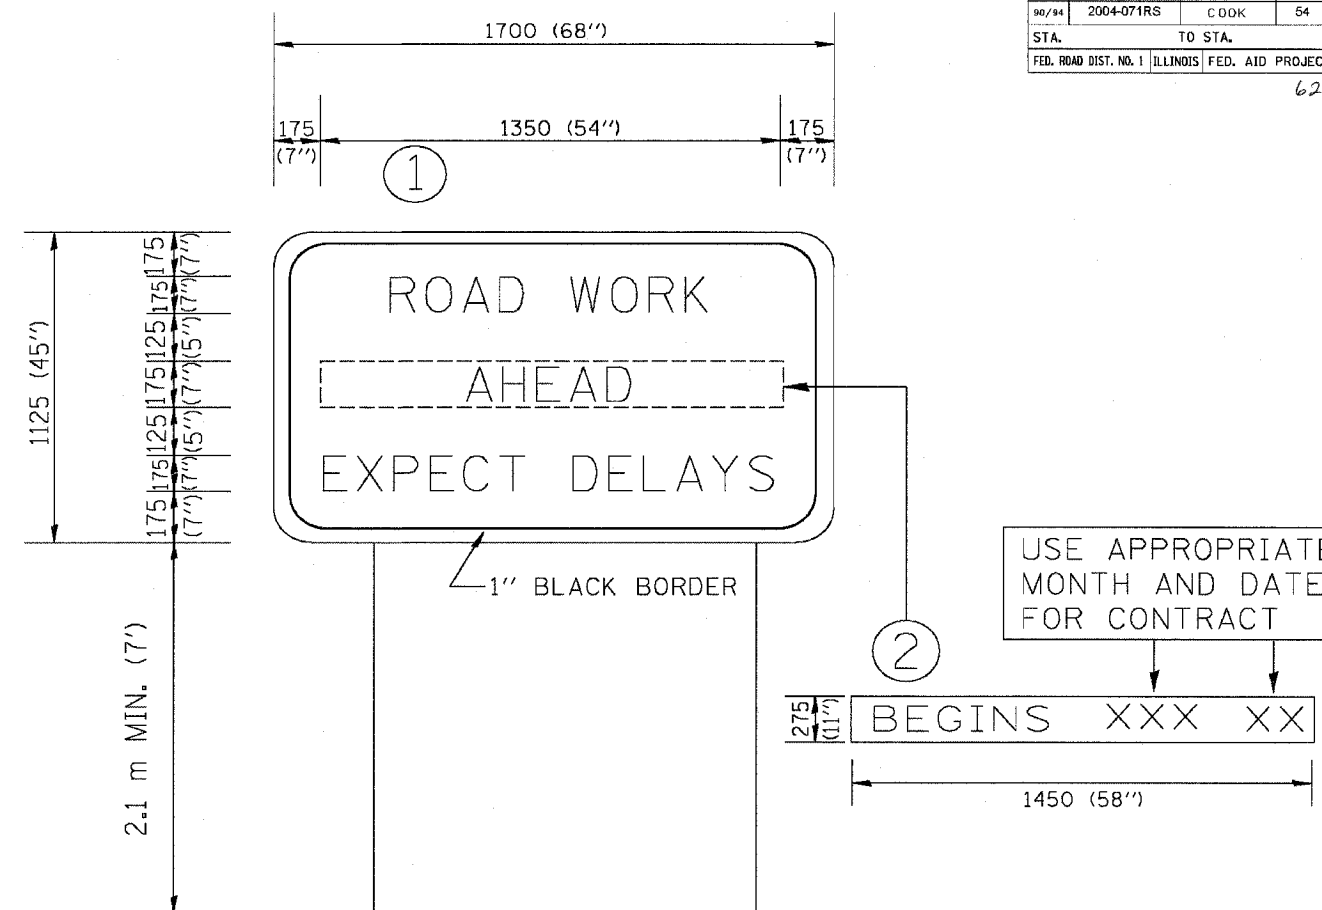 90/94 2004-071RS COOK 54
STA. TO STA.
FED. ROAD DIST. NO. 1 ILLINOIS FED. AID PROJEC
62
1700 (68'')
175 (7'')
1350 (54'')
175 (7'')
1
1125 (45'')
175 (7'')
175 (7'')
125 (5'')
175 (7'')
125 (5'')
175 (7'')
175 (7'')
ROAD WORK
AHEAD
EXPECT DELAYS
1'' BLACK BORDER
2.1 m MIN. (7')
2
USE APPROPRIATE
MONTH AND DATE
FOR CONTRACT
275 (11'')
BEGINS XXX XX
1450 (58'')